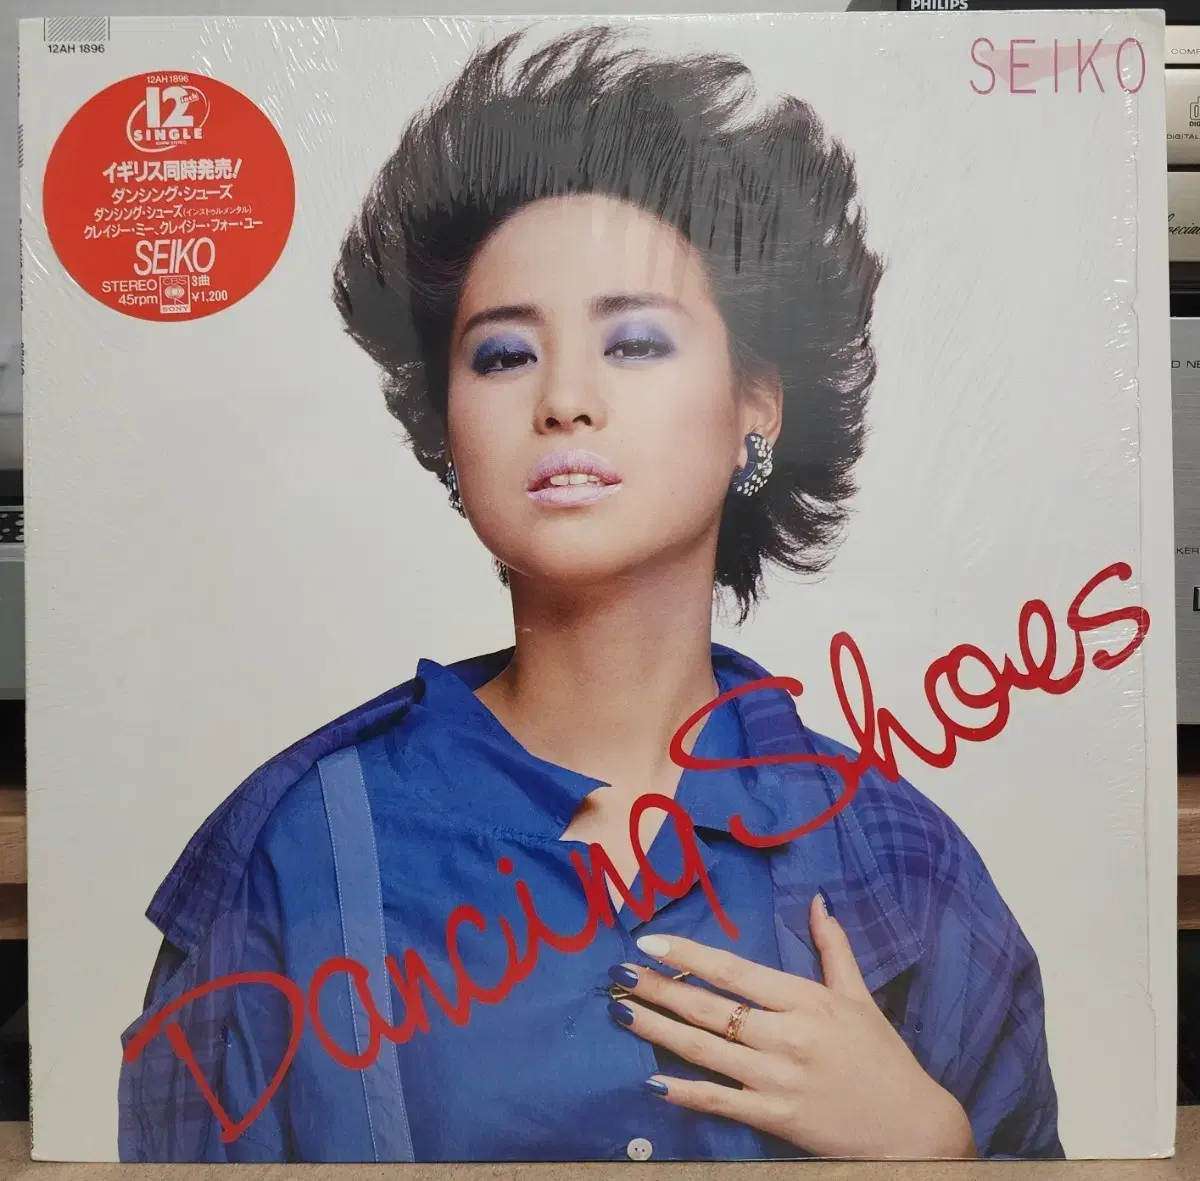 12AH 1896
12AH1896
12 inch
SINGLE
イギリス同時発売!
ダンシング・シューズ
ダンシング・シューズ(インストゥルメンタル)
クレイジー・ミー、クレイジー・フォー・ユー
SEIKO
STEREO
45rpm
CBS
SONY
3曲
¥1,200
SEIKO
Dancing Shoes
PHILIPS